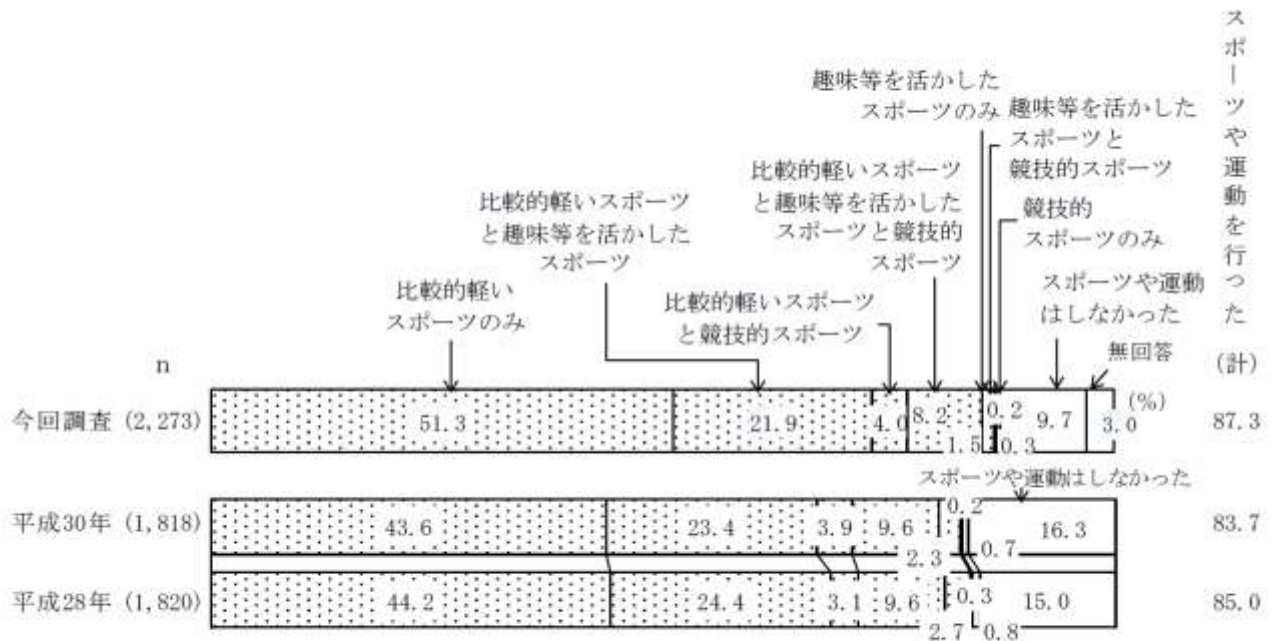 スポーツや運動を行った
(計)
趣味等を活かした
スポーツのみ
趣味等を活かした
スポーツと
競技的スポーツ
比較的軽いスポーツ
と趣味等を活かした
スポーツと競技的
スポーツ
競技的
スポーツのみ
比較的軽いスポーツ
と趣味等を活かした
スポーツ
スポーツや運動
はしなかった
比較的軽い
スポーツのみ
比較的軽いスポーツ
と競技的スポーツ
無回答
n
(%)
今回調査 (2,273) 51.3 21.9 4.0 8.2 1.5 0.2 0.3 9.7 3.0 87.3
スポーツや運動はしなかった
平成30年 (1,818) 43.6 23.4 3.9 9.6 2.3 0.2 0.7 16.3 83.7
平成28年 (1,820) 44.2 24.4 3.1 9.6 2.7 0.3 0.8 15.0 85.0